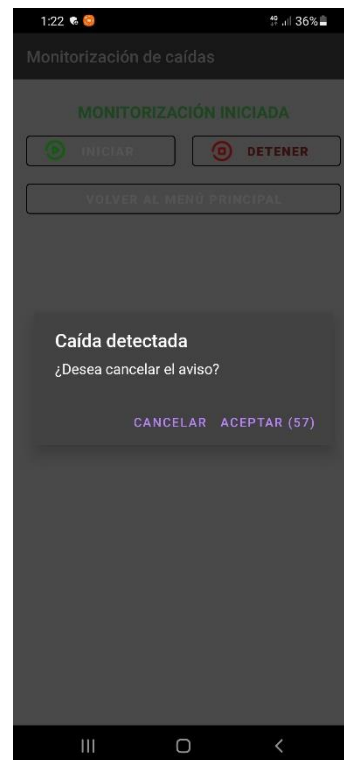 1:22 36%
Monitorización de caídas
MONITORIZACIÓN INICIADA
INICIAR DETENER
VOLVER AL MENÚ PRINCIPAL
Caída detectada
¿Desea cancelar el aviso?
CANCELAR ACEPTAR (57)